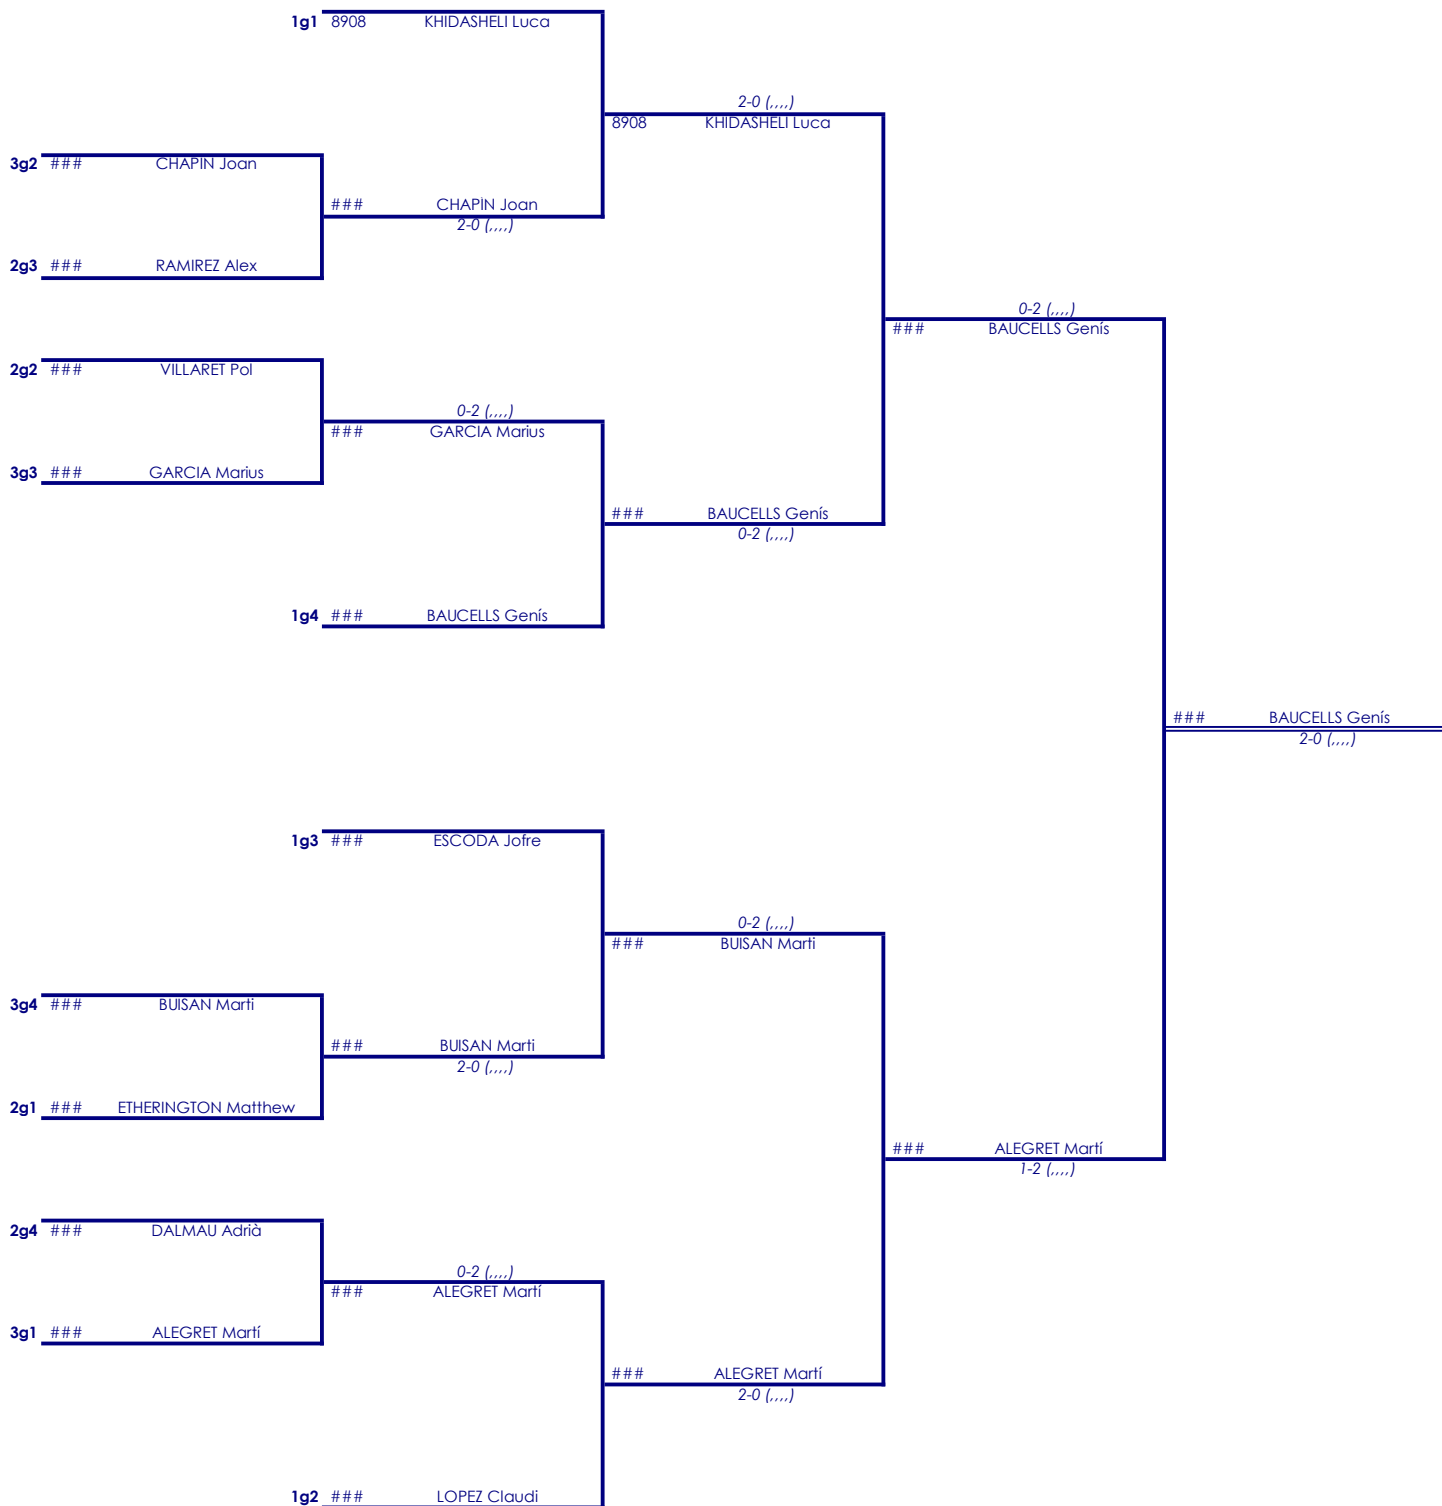 1g1 8908 KHIDASHELI Luca
2-0 (,,,,)
8908 KHIDASHELI Luca
3g2 ### CHAPIN Joan
### CHAPIN Joan
2-0 (,,,,)
2g3 ### RAMIREZ Alex
0-2 (,,,,)
### BAUCELLS Genís
2g2 ### VILLARET Pol
0-2 (,,,,)
### GARCIA Marius
3g3 ### GARCIA Marius
### BAUCELLS Genís
0-2 (,,,,)
1g4 ### BAUCELLS Genís
### BAUCELLS Genís
2-0 (,,,,)
1g3 ### ESCODA Jofre
0-2 (,,,,)
### BUISAN Marti
3g4 ### BUISAN Marti
### BUISAN Marti
2-0 (,,,,)
2g1 ### ETHERINGTON Matthew
### ALEGRET Martí
1-2 (,,,,)
2g4 ### DALMAU Adrià
0-2 (,,,,)
### ALEGRET Martí
3g1 ### ALEGRET Martí
### ALEGRET Martí
2-0 (,,,,)
1g2 ### LOPEZ Claudi